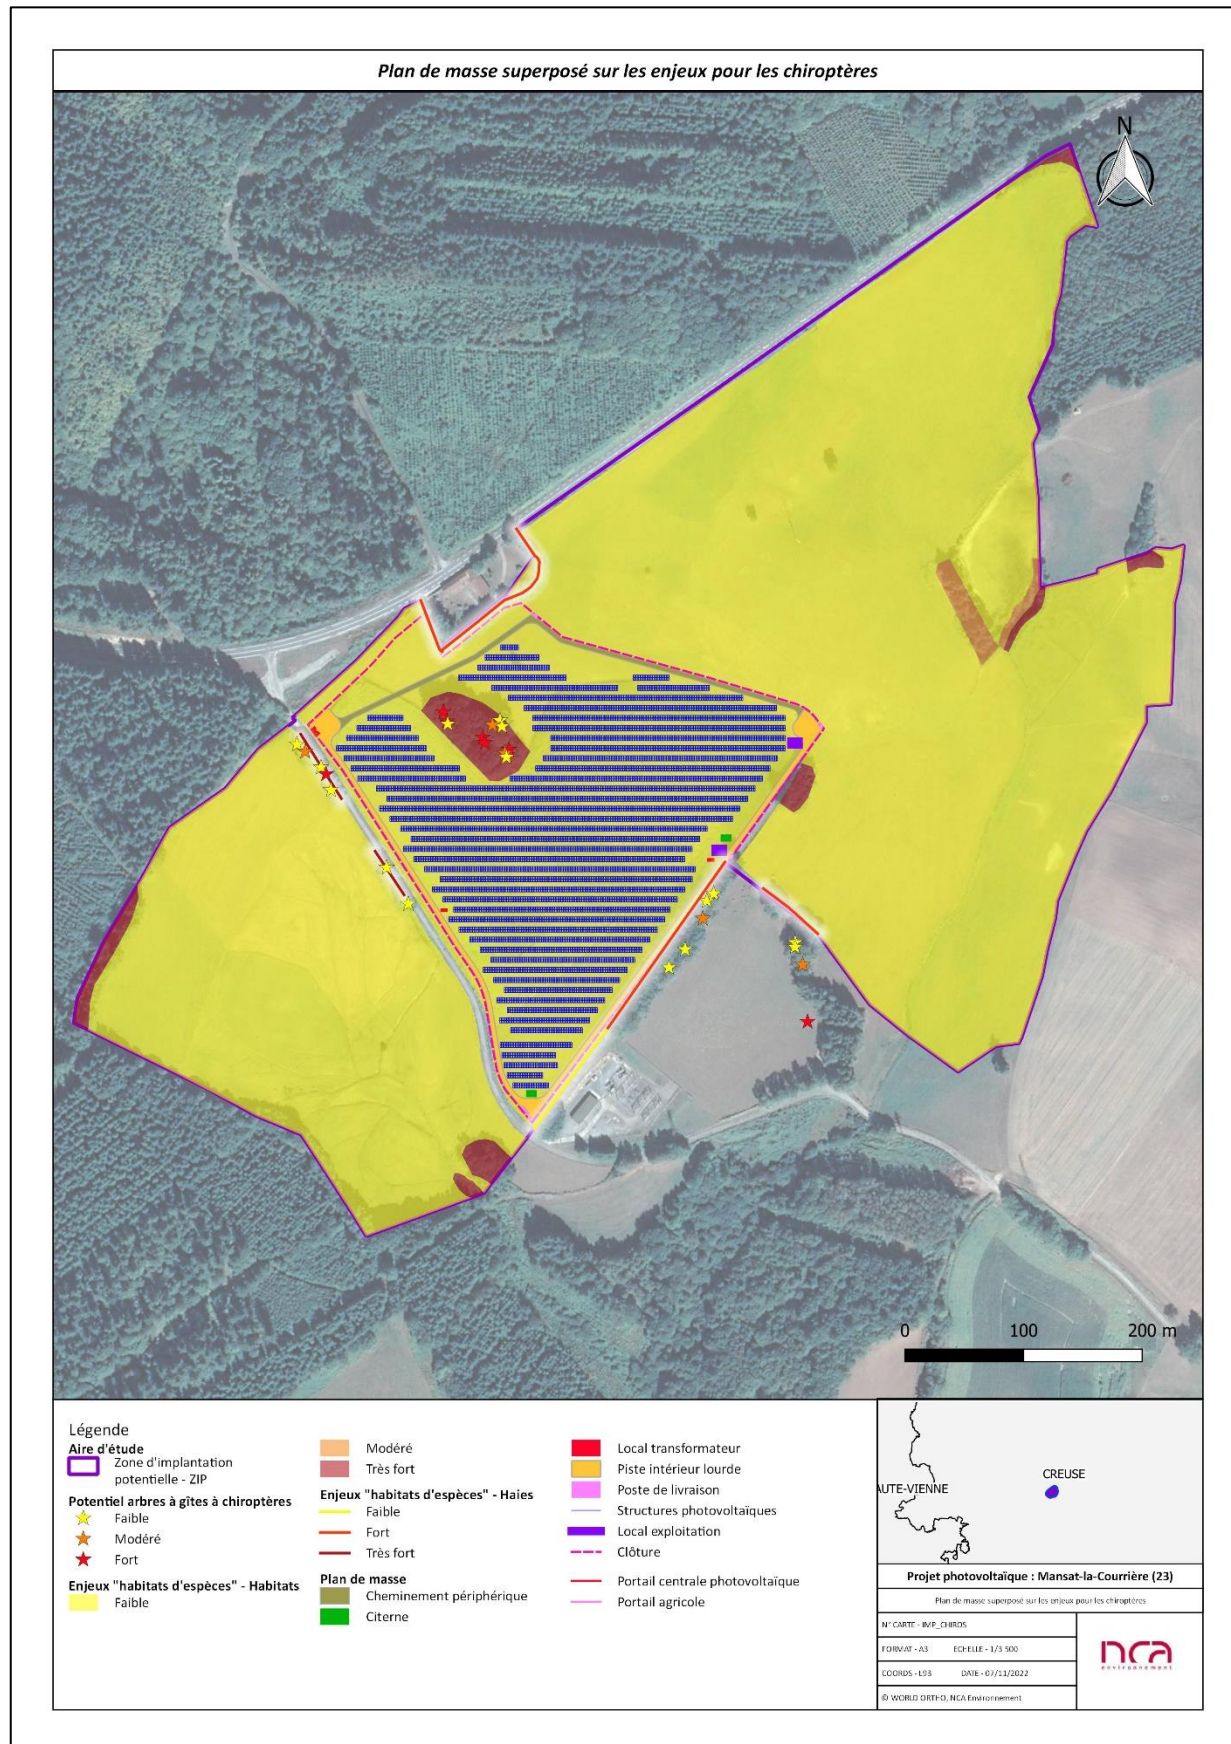 Plan de masse superposé sur les enjeux pour les chiroptères
N
0 100 200 m
Légende
Aire d'étude
Zone d'implantation
potentielle - ZIP
Potentiel arbres à gîtes à chiroptères
Faible
Modéré
Fort
Enjeux "habitats d'espèces" - Habitats
Faible
Modéré
Très fort
Enjeux "habitats d'espèces" - Haies
Faible
Fort
Très fort
Plan de masse
Cheminement périphérique
Citerne
Local transformateur
Piste intérieur lourde
Poste de livraison
Structures photovoltaïques
Local exploitation
Clôture
Portail centrale photovoltaïque
Portail agricole
CREUSE
AUTE-VIENNE
Projet photovoltaïque : Mansat-la-Courrière (23)
Plan de masse superposé sur les enjeux pour les chiroptères
N° CARTE - IMP_CHIROS
FORMAT - A3 ECHELLE - 1/3 500
COORDS - L93 DATE - 07/11/2022
© WORLD ORTHO, NCA Environnement
nca
environnement